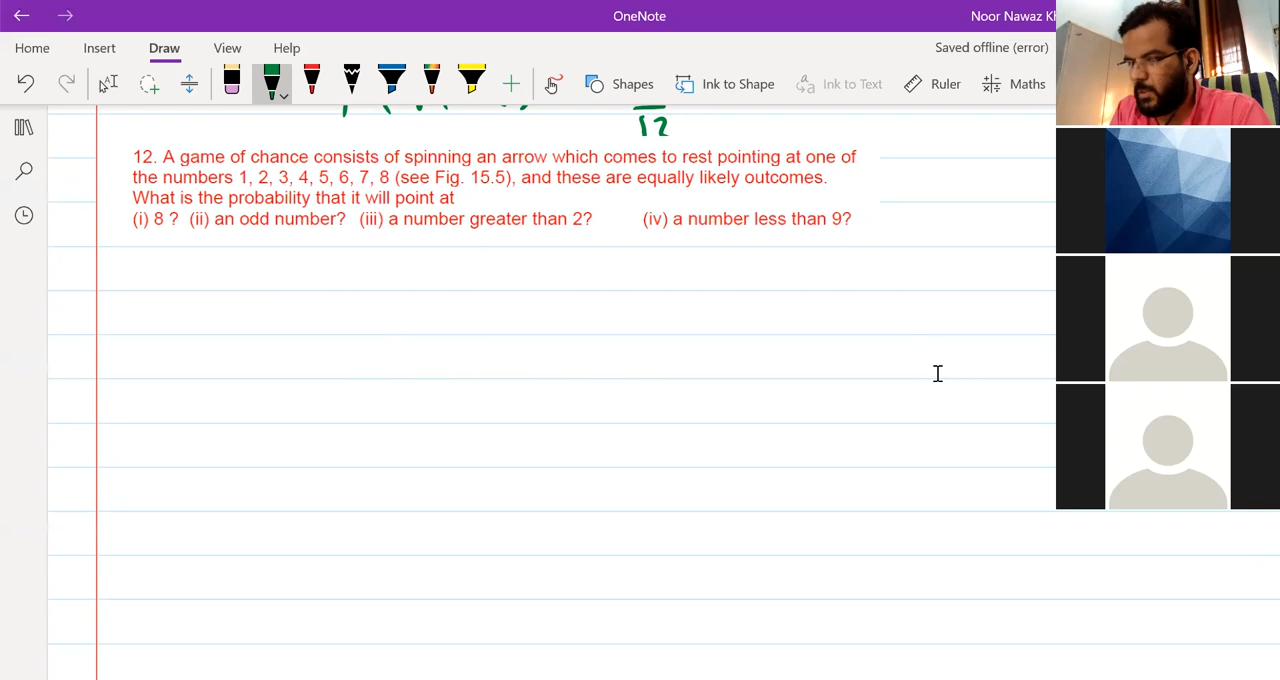 OneNote
Noor Nawaz Kh
Home Insert Draw View Help
Saved offline (error)
Shapes Ink to Shape Ink to Text Ruler Maths
12
12. A game of chance consists of spinning an arrow which comes to rest pointing at one of
the numbers 1, 2, 3, 4, 5, 6, 7, 8 (see Fig. 15.5), and these are equally likely outcomes.
What is the probability that it will point at
(i) 8 ? (ii) an odd number? (iii) a number greater than 2? (iv) a number less than 9?